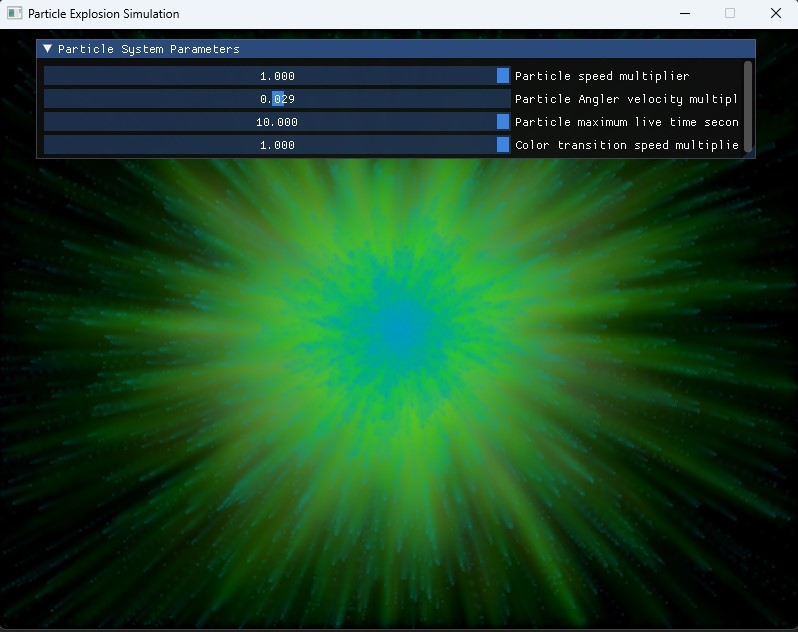 Particle Explosion Simulation
Particle System Parameters
1.000 Particle speed multiplier
0.029 Particle Angler velocity multipl
10.000 Particle maximum live time secon
1.000 Color transition speed multiplie